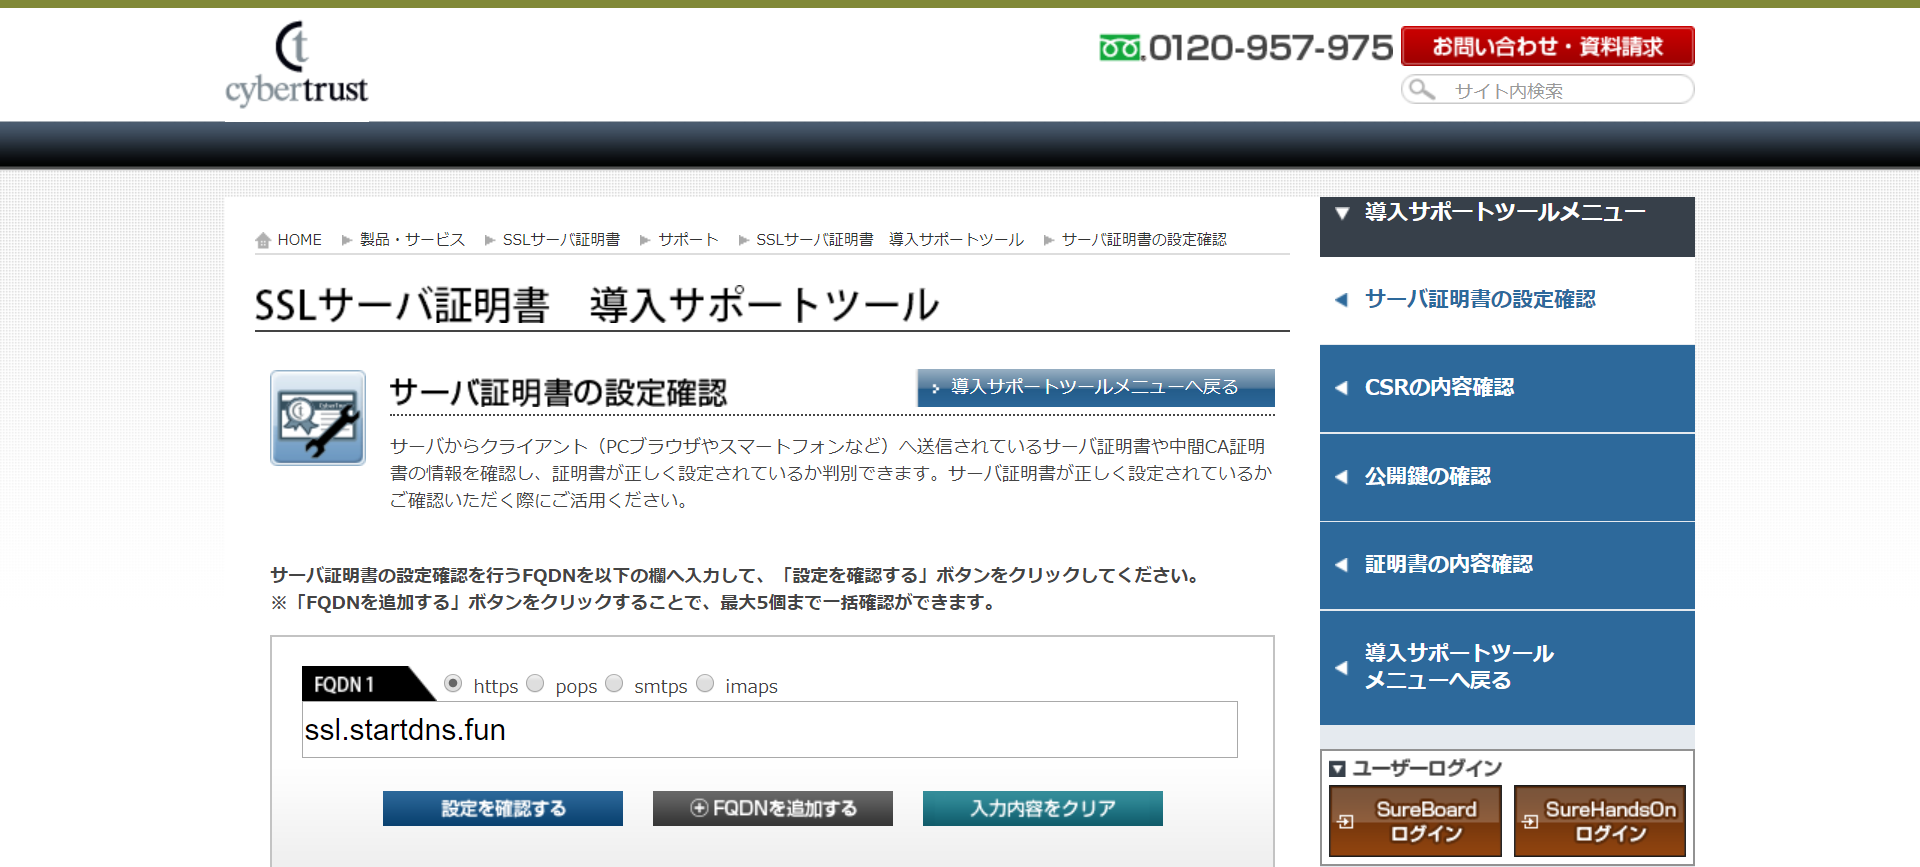 cybertrust
0120-957-975
お問い合わせ・資料請求
サイト内検索
HOME ▶ 製品・サービス ▶ SSLサーバ証明書 ▶ サポート ▶ SSLサーバ証明書　導入サポートツール ▶ サーバ証明書の設定確認
SSLサーバ証明書　導入サポートツール
サーバ証明書の設定確認
導入サポートツールメニューへ戻る
サーバからクライアント（PCブラウザやスマートフォンなど）へ送信されているサーバ証明書や中間CA証明
書の情報を確認し、証明書が正しく設定されているか判別できます。サーバ証明書が正しく設定されているか
ご確認いただく際にご活用ください。
サーバ証明書の設定確認を行うFQDNを以下の欄へ入力して、「設定を確認する」ボタンをクリックしてください。
※「FQDNを追加する」ボタンをクリックすることで、最大5個まで一括確認ができます。
FQDN 1 https pops smtps imaps
ssl.startdns.fun
設定を確認する
FQDNを追加する
入力内容をクリア
導入サポートツールメニュー
サーバ証明書の設定確認
CSRの内容確認
公開鍵の確認
証明書の内容確認
導入サポートツール
メニューへ戻る
ユーザーログイン
SureBoard
ログイン
SureHandsOn
ログイン